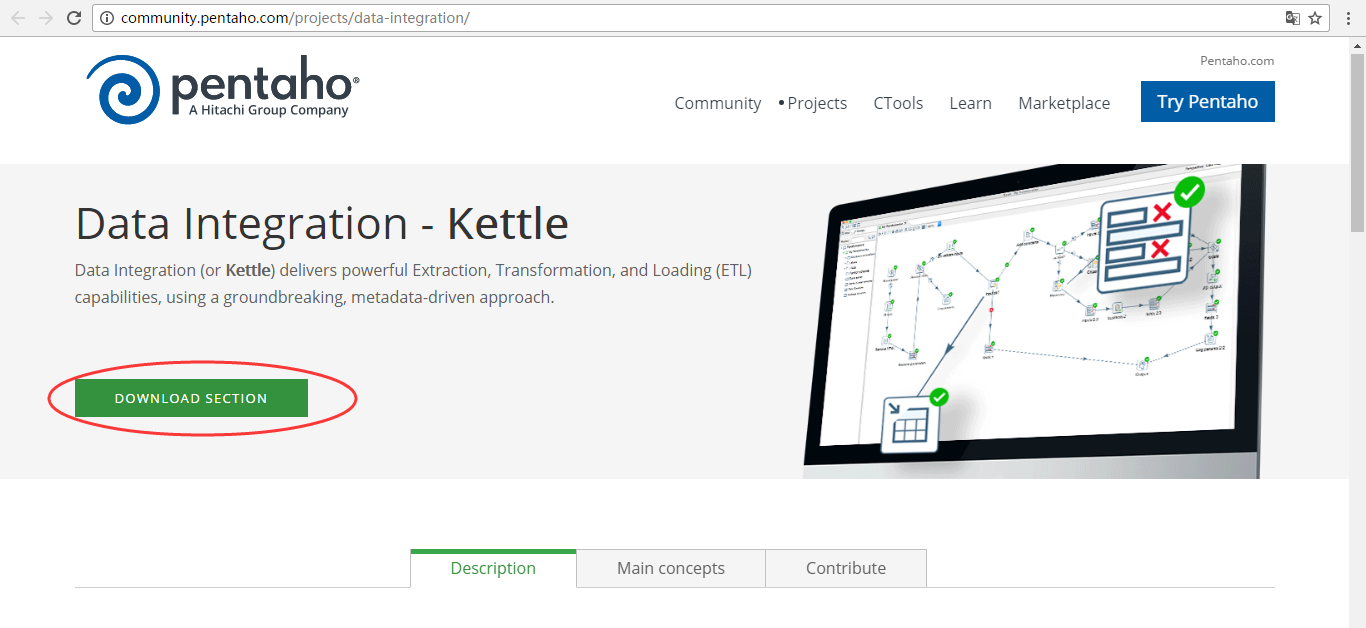 community.pentaho.com/projects/data-integration/
Pentaho.com
pentaho®
A Hitachi Group Company
Community • Projects CTools Learn Marketplace Try Pentaho
Data Integration - Kettle
Data Integration (or Kettle) delivers powerful Extraction, Transformation, and Loading (ETL)
capabilities, using a groundbreaking, metadata-driven approach.
DOWNLOAD SECTION
Description Main concepts Contribute